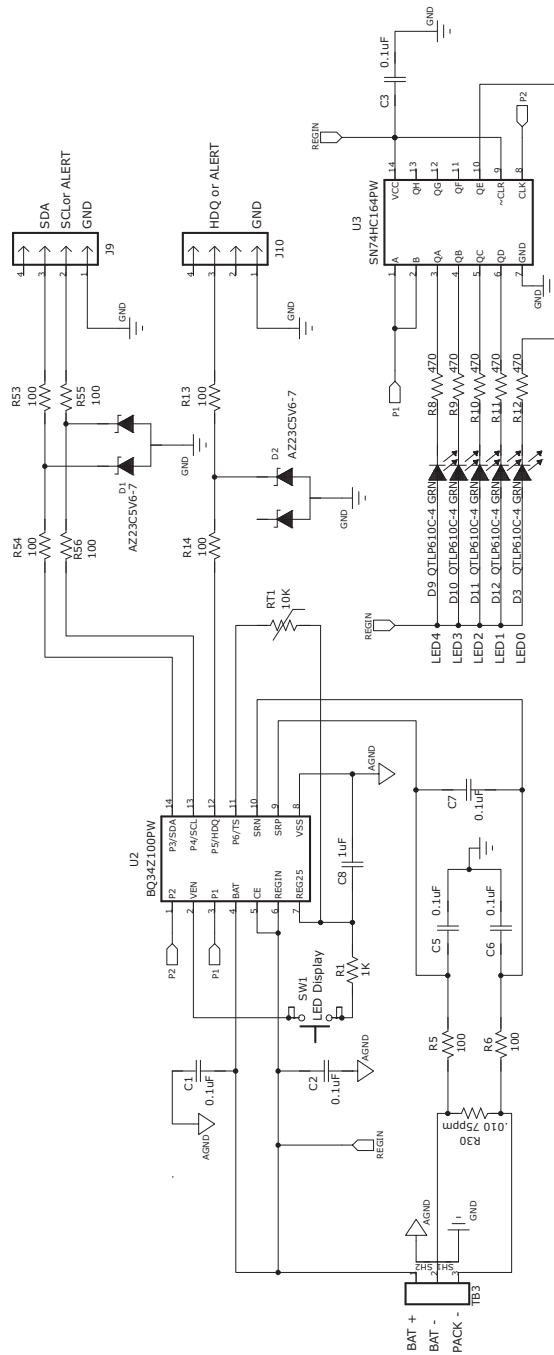 GND
0.1uF
C3
REGIN
P2
14
13
12
11
10
9
8
VCC
QH
QG
QF
QE
~CLR
CLK
U3
SN74HC164PW
A
B
QA
QB
QC
QD
GND
1
2
3
4
5
6
7
GND
P1
470
470
470
470
470
R8
R9
R10
R11
R12
D9 QTLP610C-4 GRN
D10 QTLP610C-4 GRN
D11 QTLP610C-4 GRN
D12 QTLP610C-4 GRN
D3 QTLP610C-4 GRN
REGIN
LED4
LED3
LED2
LED1
LED0
SDA
SCLor ALERT
GND
4
3
2
1
J9
GND
HDQ or ALERT
GND
4
3
2
1
J10
GND
R53
100
R55
100
D1
AZ23C5V6-7
GND
R54
100
R56
100
R13
100
D2
AZ23C5V6-7
GND
R14
100
RT1
10K
U2
BQ34Z100PW
14
13
12
11
10
9
8
P3/SDA
P4/SCL
P5/HDQ
P6/TS
SRN
SRP
VSS
P2
VEN
P1
BAT
CE
REGIN
REG25
1
2
3
4
5
6
7
P2
P1
AGND
C8
1uF
R1
1K
SW1
LED Display
C1
0.1uF
AGND
C2
0.1uF
AGND
REGIN
C7
0.1uF
C5
0.1uF
C6
0.1uF
R5
100
R6
100
R30
.010 75ppm
AGND
GND
SH2
SH1
1
2
3
TB3
BAT +
BAT -
PACK -